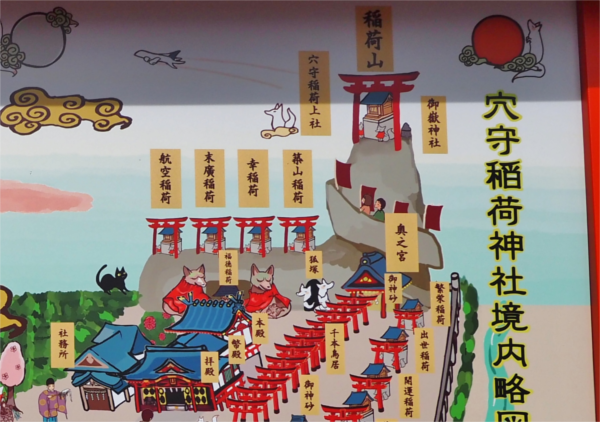 穴守稲荷神社境内略図
稲荷山
御嶽神社
穴守稲荷上社
築山稲荷
幸稲荷
末廣稲荷
航空稲荷
奥之宮
狐塚
福徳稲荷
御神砂
繁栄稲荷
出世稲荷
開運稲荷
千本鳥居
御神砂
本殿
幣殿
拝殿
社務所